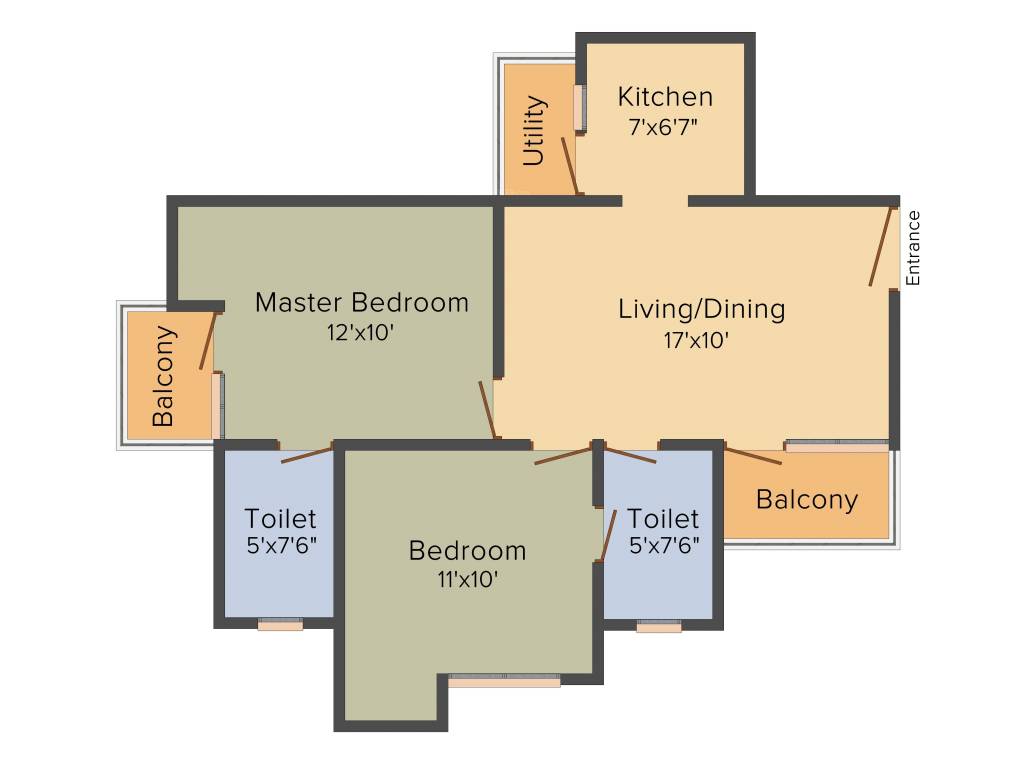 Utility
Kitchen
7'x6'7"
Entrance
Master Bedroom
12'x10'
Living/Dining
17'x10'
Balcony
Toilet
5'x7'6"
Bedroom
11'x10'
Toilet
5'x7'6"
Balcony